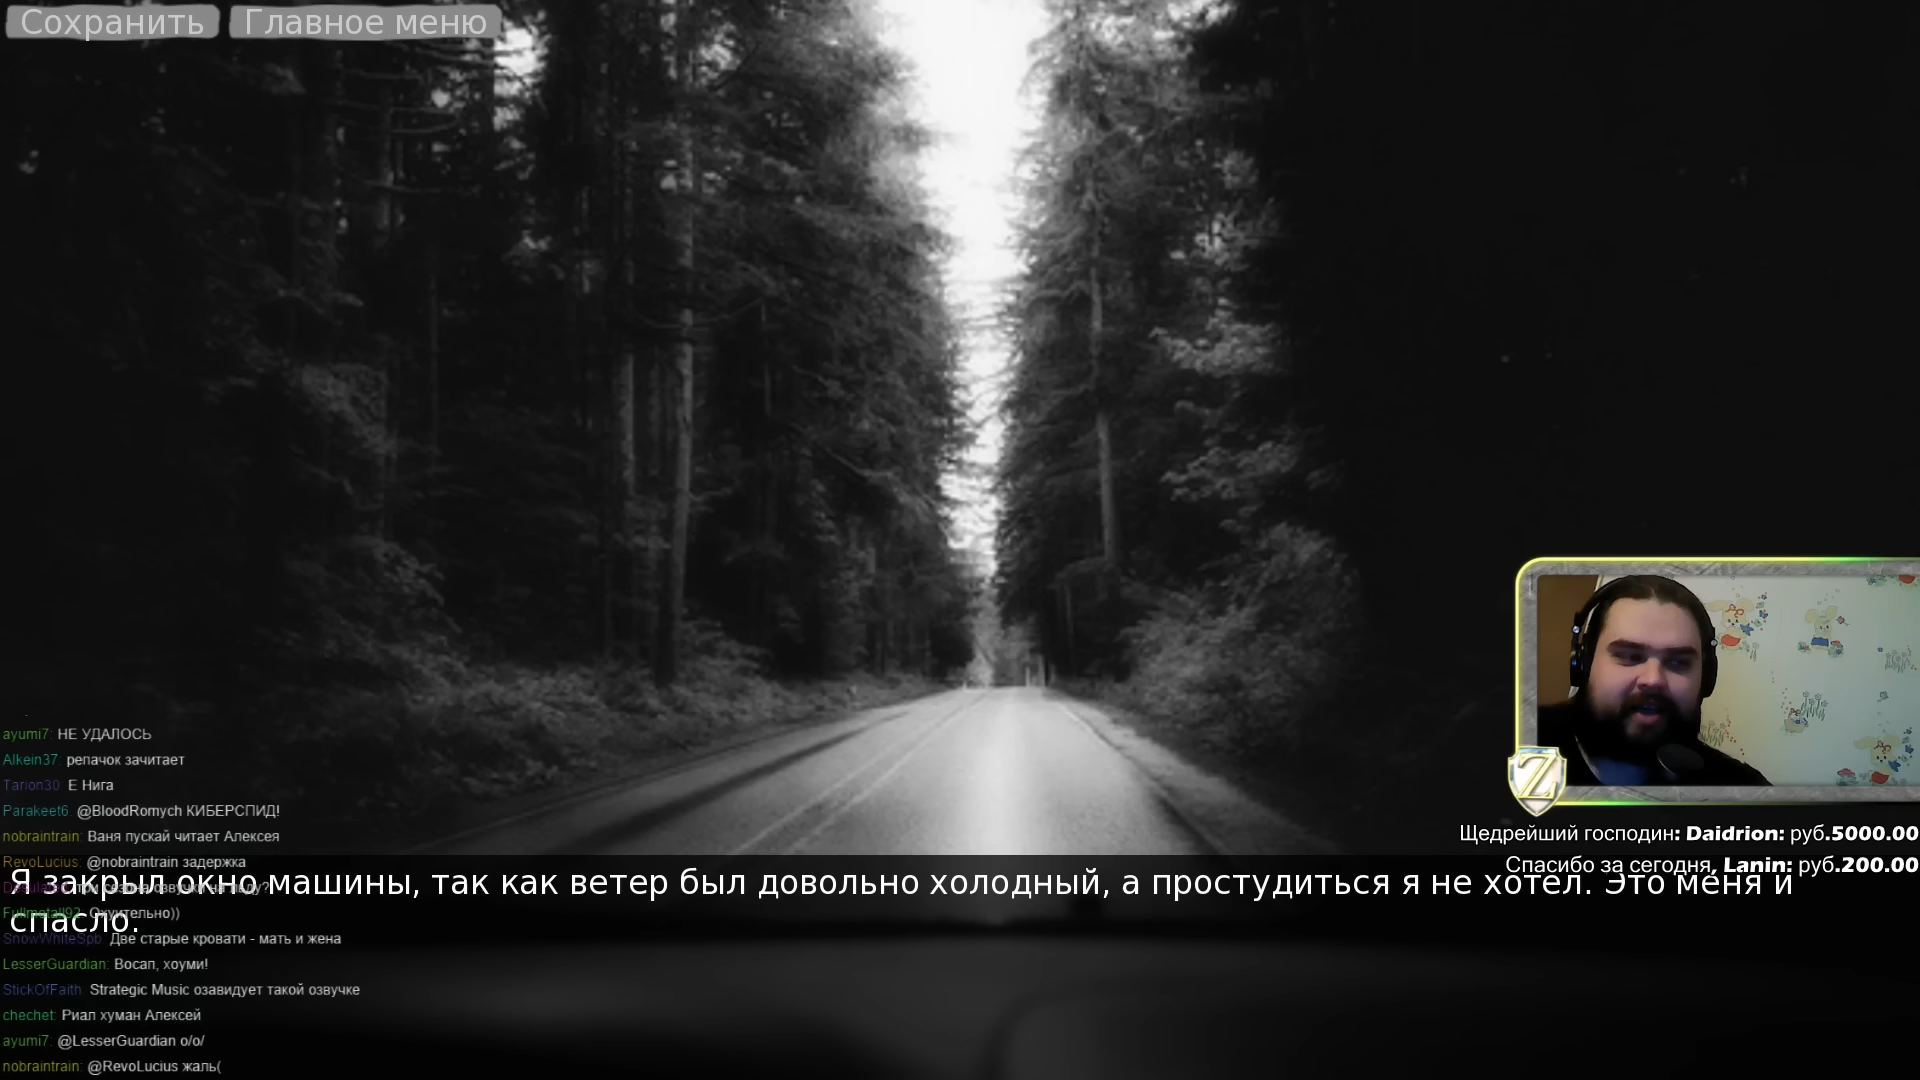 Сохранить Главное меню
ayumi7: НЕ УДАЛОСЬ
Alkein37: репачок зачитает
Tarion30: Е Нига
Parakeet6: @BloodRomych КИБЕРСПИД!
nobraintrain: Ваня пускай читает Алексея
RevoLucius: @nobraintrain задержка
Z
Щедрейший господин: Daidrion: руб.5000.00
Спасибо за сегодня, Lanin: руб.200.00
Я закрыл окно машины, так как ветер был довольно холодный, а простудиться я не хотел. Это меня и
спасло.
Fullmetall92: Охуительно))
SnowWhiteSpb: Две старые кровати - мать и жена
LesserGuardian: Восап, хоуми!
StickOfFaith: Strategic Music озавидует такой озвучке
chechet: Риал хуман Алексей
ayumi7: @LesserGuardian o/o/
nobraintrain: @RevoLucius жаль(